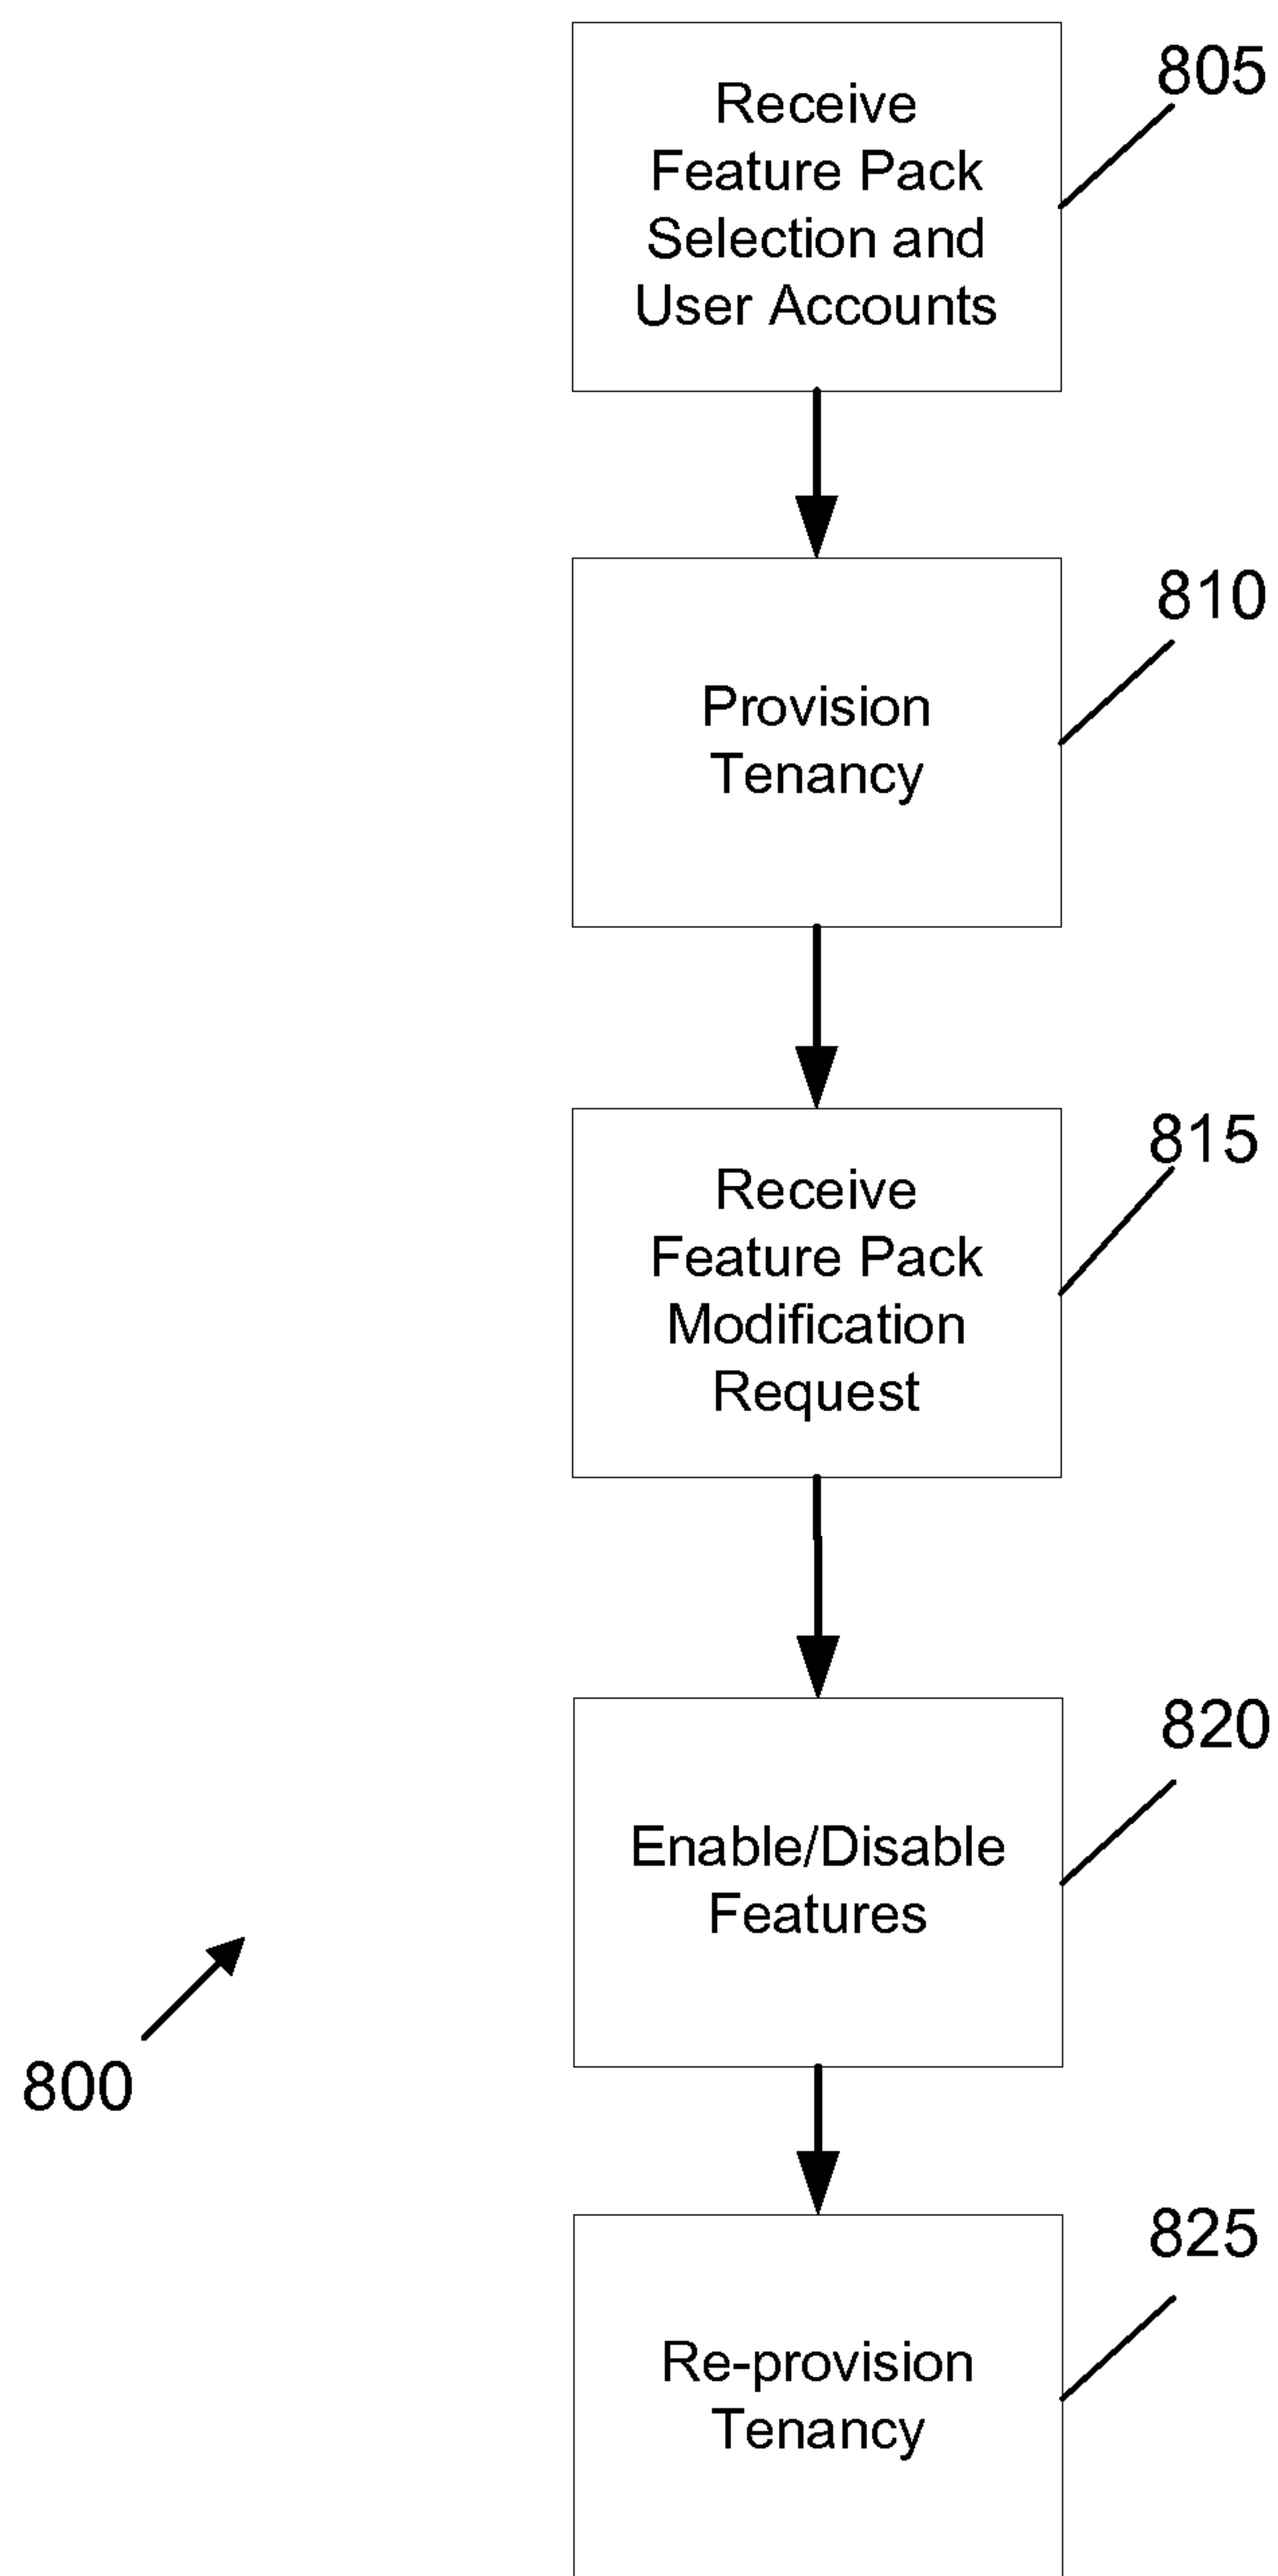 805
Receive
Feature Pack
Selection and
User Accounts
810
Provision
Tenancy
815
Receive
Feature Pack
Modification
Request
820
Enable/Disable
Features
800
825
Re-provision
Tenancy